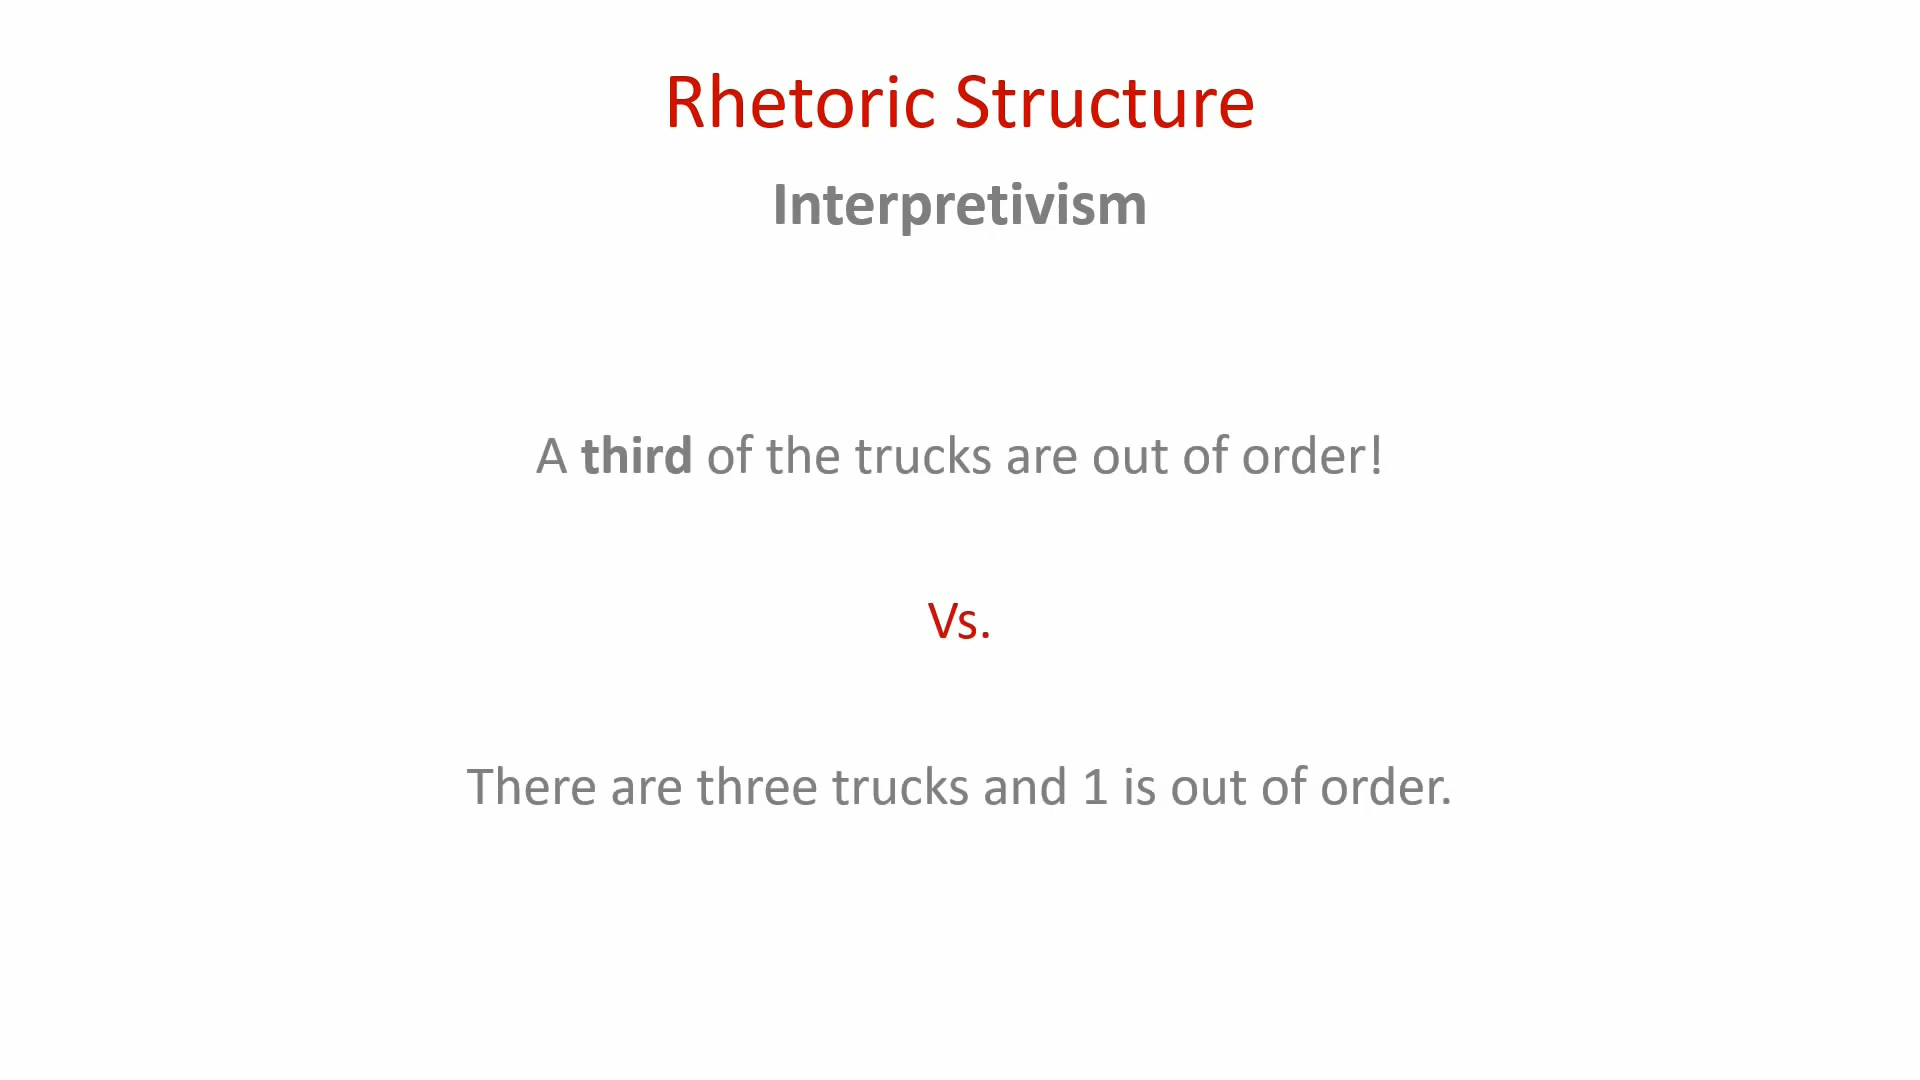 Rhetoric Structure
Interpretivism
A third of the trucks are out of order!
Vs.
There are three trucks and 1 is out of order.